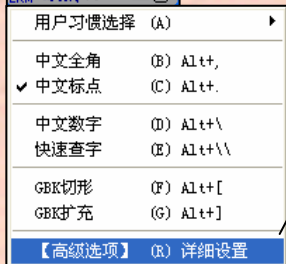 用户习惯选择 (A)
中文全角 (B) Alt+,
中文标点 (C) Alt+.
中文数字 (D) Alt+\
快速查字 (E) Alt+\\
GBK切形 (F) Alt+[
GBK扩充 (G) Alt+]
【高级选项】 (R) 详细设置